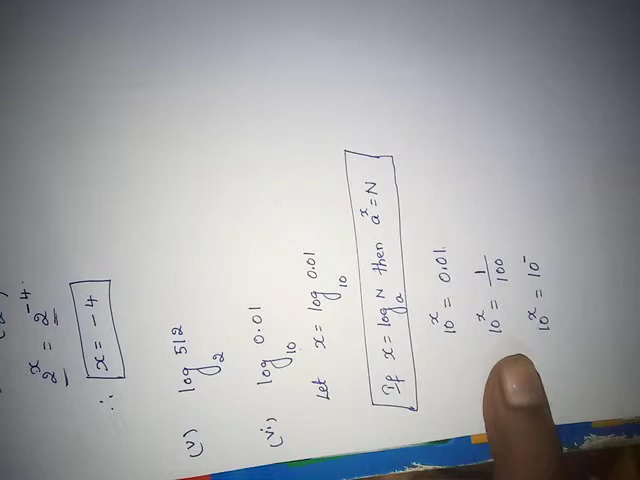 2^x = 2^-4.
∴ x = -4
(v) log_2 512
(vi) log_10 0.01
Let x = log_10 0.01
If x = log_a N then a^x = N
10^x = 0.01.
10^x = 1/100
10^x = 10^-